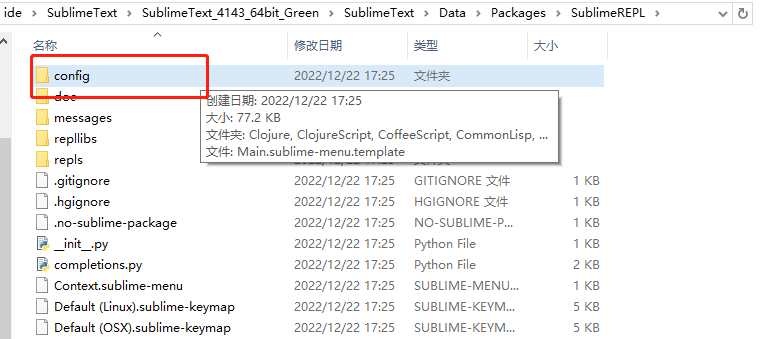 ide > SublimeText > SublimeText_4143_64bit_Green > SublimeText > Data > Packages > SublimeREPL >
名称 修改日期 类型 大小
config 2022/12/22 17:25 文件夹
doc
创建日期: 2022/12/22 17:25
messages
大小: 77.2 KB
repllibs
文件夹: Clojure, ClojureScript, CoffeeScript, CommonLisp, ...
repls
文件: Main.sublime-menu.template
.gitignore 2022/12/22 17:25 GITIGNORE 文件 1 KB
.hgignore 2022/12/22 17:25 HGIGNORE 文件 1 KB
.no-sublime-package 2022/12/22 17:25 NO-SUBLIME-P... 1 KB
__init__.py 2022/12/22 17:25 Python File 1 KB
completions.py 2022/12/22 17:25 Python File 2 KB
Context.sublime-menu 2022/12/22 17:25 SUBLIME-MENU... 1 KB
Default (Linux).sublime-keymap 2022/12/22 17:25 SUBLIME-KEYM... 5 KB
Default (OSX).sublime-keymap 2022/12/22 17:25 SUBLIME-KEYM... 5 KB